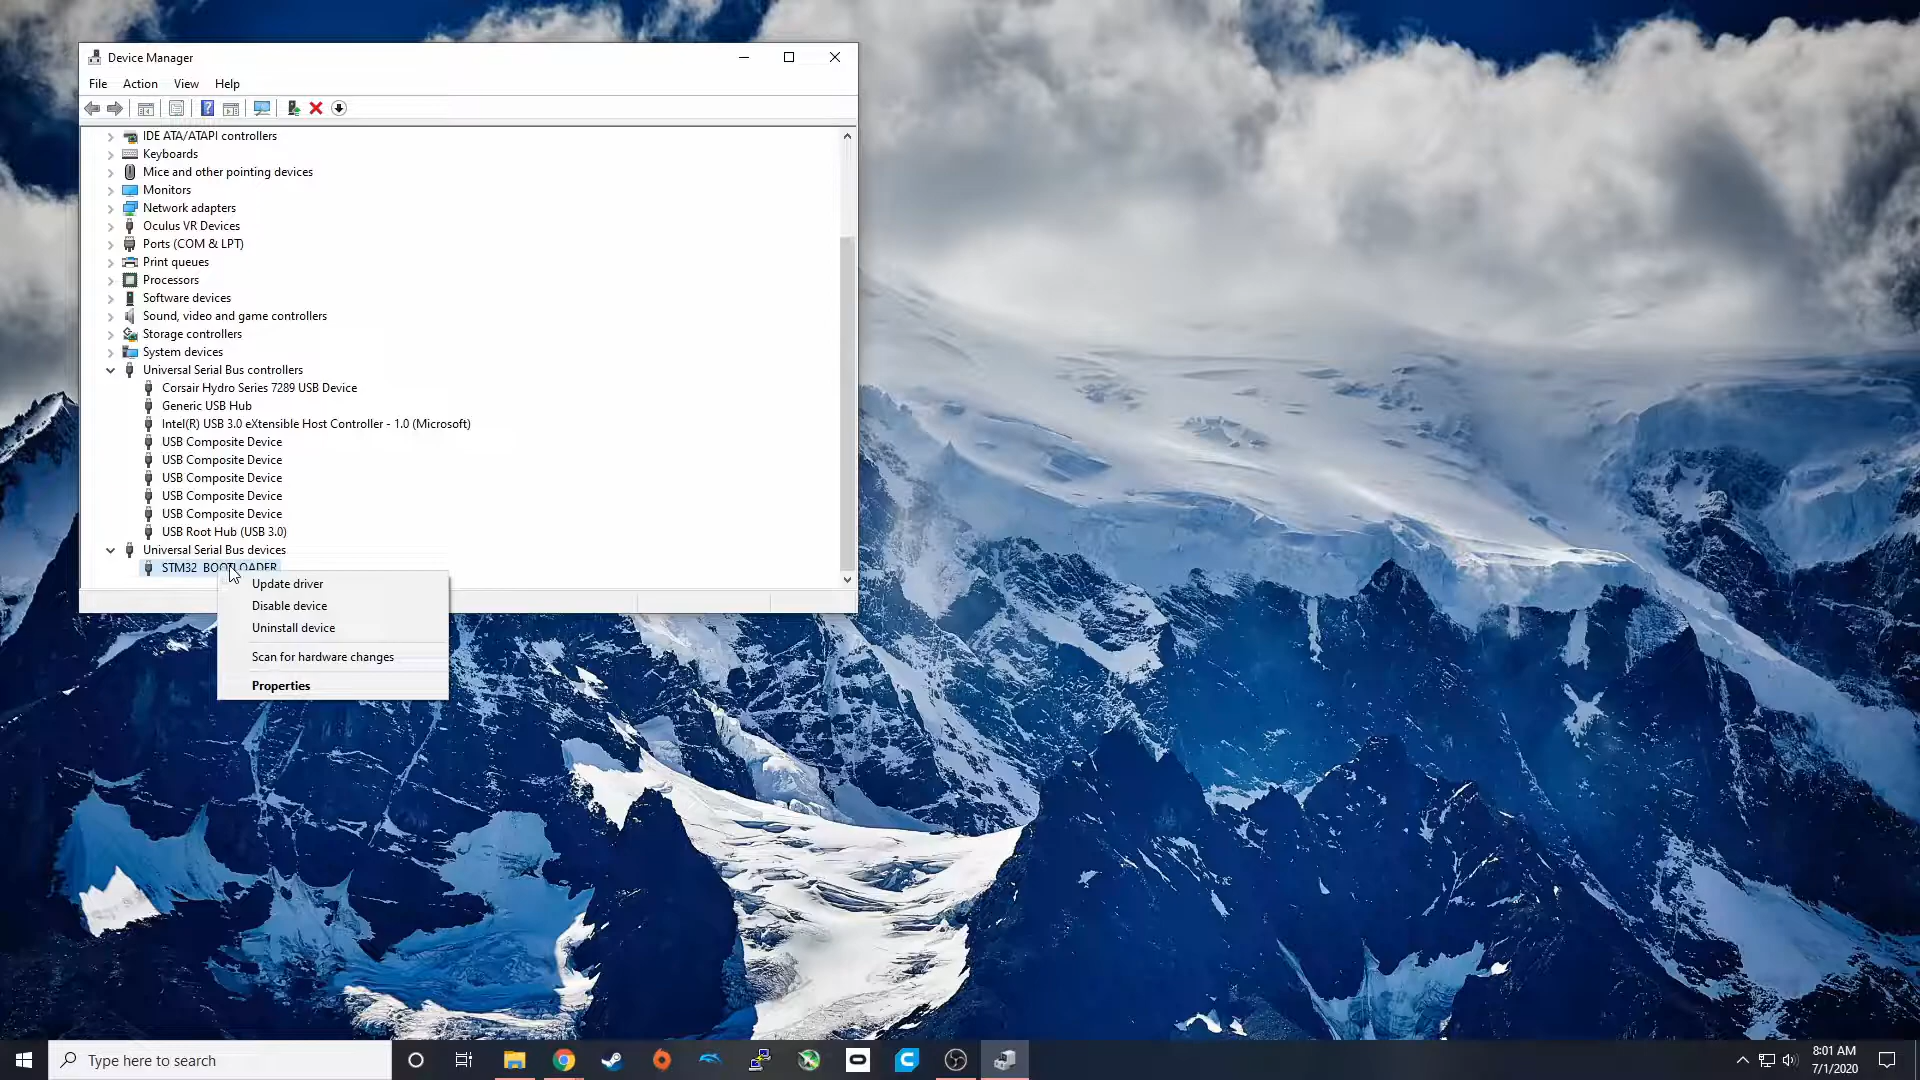 Device Manager
File Action View Help
IDE ATA/ATAPI controllers
Keyboards
Mice and other pointing devices
Monitors
Network adapters
Oculus VR Devices
Ports (COM & LPT)
Print queues
Processors
Software devices
Sound, video and game controllers
Storage controllers
System devices
Universal Serial Bus controllers
Corsair Hydro Series 7289 USB Device
Generic USB Hub
Intel(R) USB 3.0 eXtensible Host Controller - 1.0 (Microsoft)
USB Composite Device
USB Composite Device
USB Composite Device
USB Composite Device
USB Composite Device
USB Root Hub (USB 3.0)
Universal Serial Bus devices
STM32 BOOTLOADER
Update driver
Disable device
Uninstall device
Scan for hardware changes
Properties
Type here to search
8:01 AM
7/1/2020